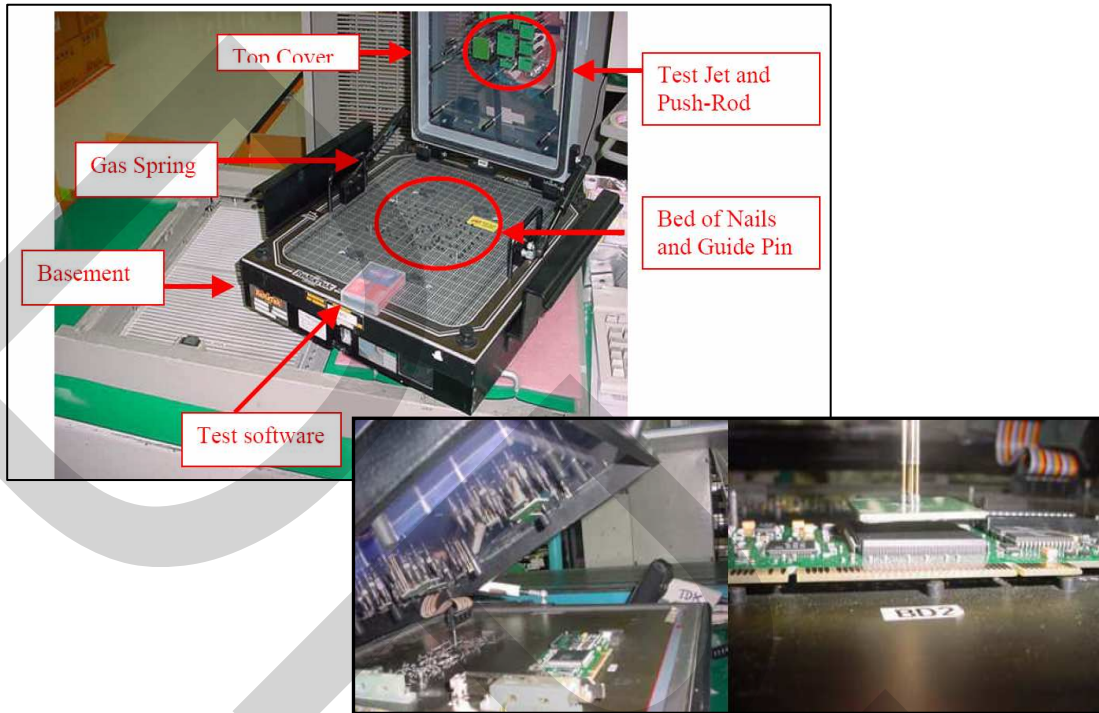 Top Cover
Test Jet and
Push-Rod
Gas Spring
Bed of Nails
and Guide Pin
Basement
Test software
TDK
BD2